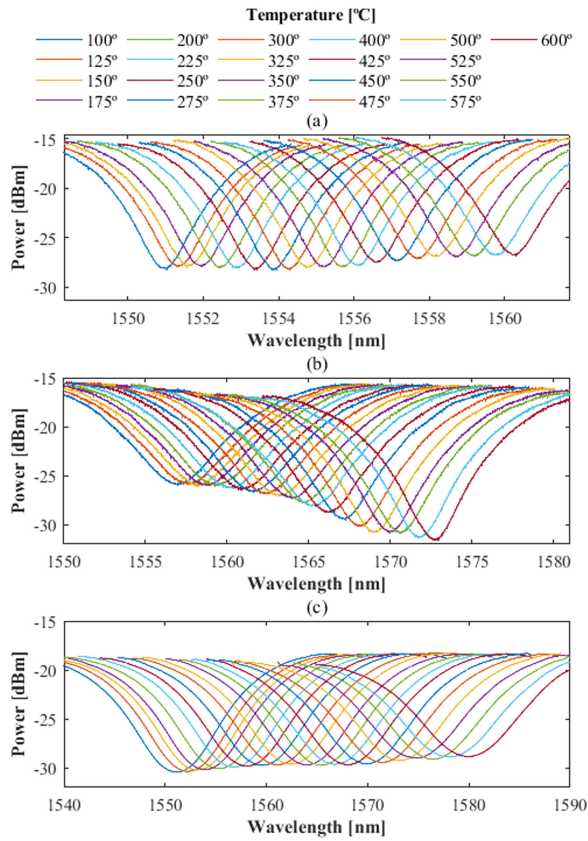 Temperature [ºC]
100º 200º 300º 400º 500º 600º
125º 225º 325º 425º 525º
150º 250º 350º 450º 550º
175º 275º 375º 475º 575º
(a)
-15
-20
-25
-30
Power [dBm]
1550 1552 1554 1556 1558 1560
Wavelength [nm]
(b)
-15
-20
-25
-30
Power [dBm]
1550 1555 1560 1565 1570 1575 1580
Wavelength [nm]
(c)
-15
-20
-25
-30
Power [dBm]
1540 1550 1560 1570 1580 1590
Wavelength [nm]